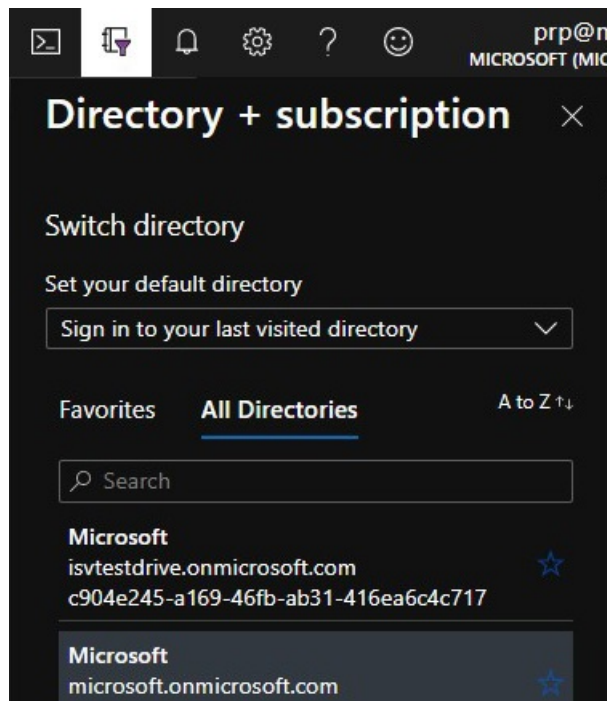 prp@n
MICROSOFT (MIC
Directory + subscription
Switch directory
Set your default directory
Sign in to your last visited directory
Favorites All Directories A to Z ↑↓
Search
Microsoft
isvtestdrive.onmicrosoft.com
c904e245-a169-46fb-ab31-416ea6c4c717
Microsoft
microsoft.onmicrosoft.com